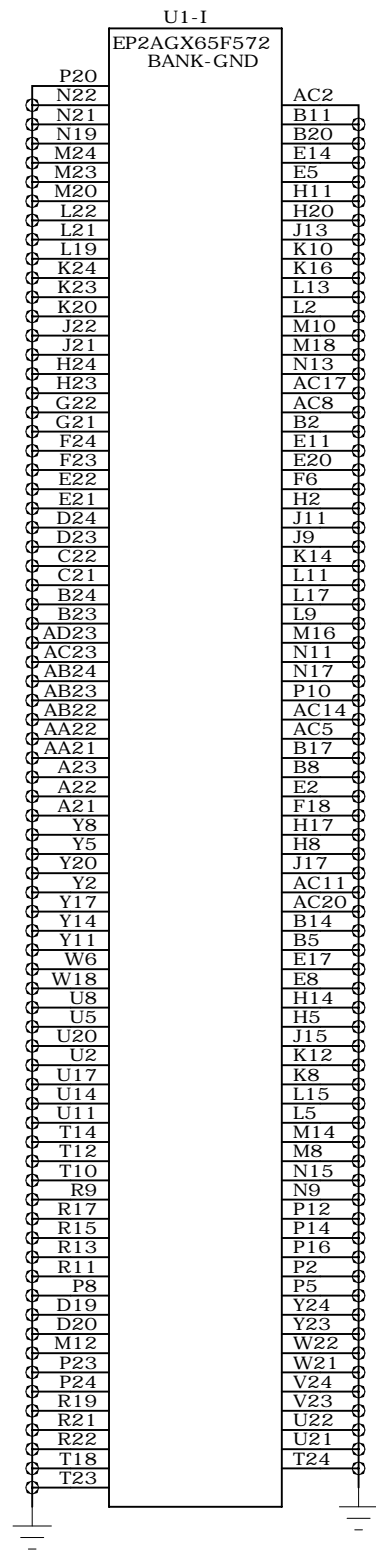 U1-I
EP2AGX65F572
BANK-GND
P20
N22
N21
N19
M24
M23
M20
L22
L21
L19
K24
K23
K20
J22
J21
H24
H23
G22
G21
F24
F23
E22
E21
D24
D23
C22
C21
B24
B23
AD23
AC23
AB24
AB23
AB22
AA22
AA21
A23
A22
A21
Y8
Y5
Y20
Y2
Y17
Y14
Y11
W6
W18
U8
U5
U20
U2
U17
U14
U11
T14
T12
T10
R9
R17
R15
R13
R11
P8
D19
D20
M12
P23
P24
R19
R21
R22
T18
T23
AC2
B11
B20
E14
E5
H11
H20
J13
K10
K16
L13
L2
M10
M18
N13
AC17
AC8
B2
E11
E20
F6
H2
J11
J9
K14
L11
L17
L9
M16
N11
N17
P10
AC14
AC5
B17
B8
E2
F18
H17
H8
J17
AC11
AC20
B14
B5
E17
E8
H14
H5
J15
K12
K8
L15
L5
M14
M8
N15
N9
P12
P14
P16
P2
P5
Y24
Y23
W22
W21
V24
V23
U22
U21
T24